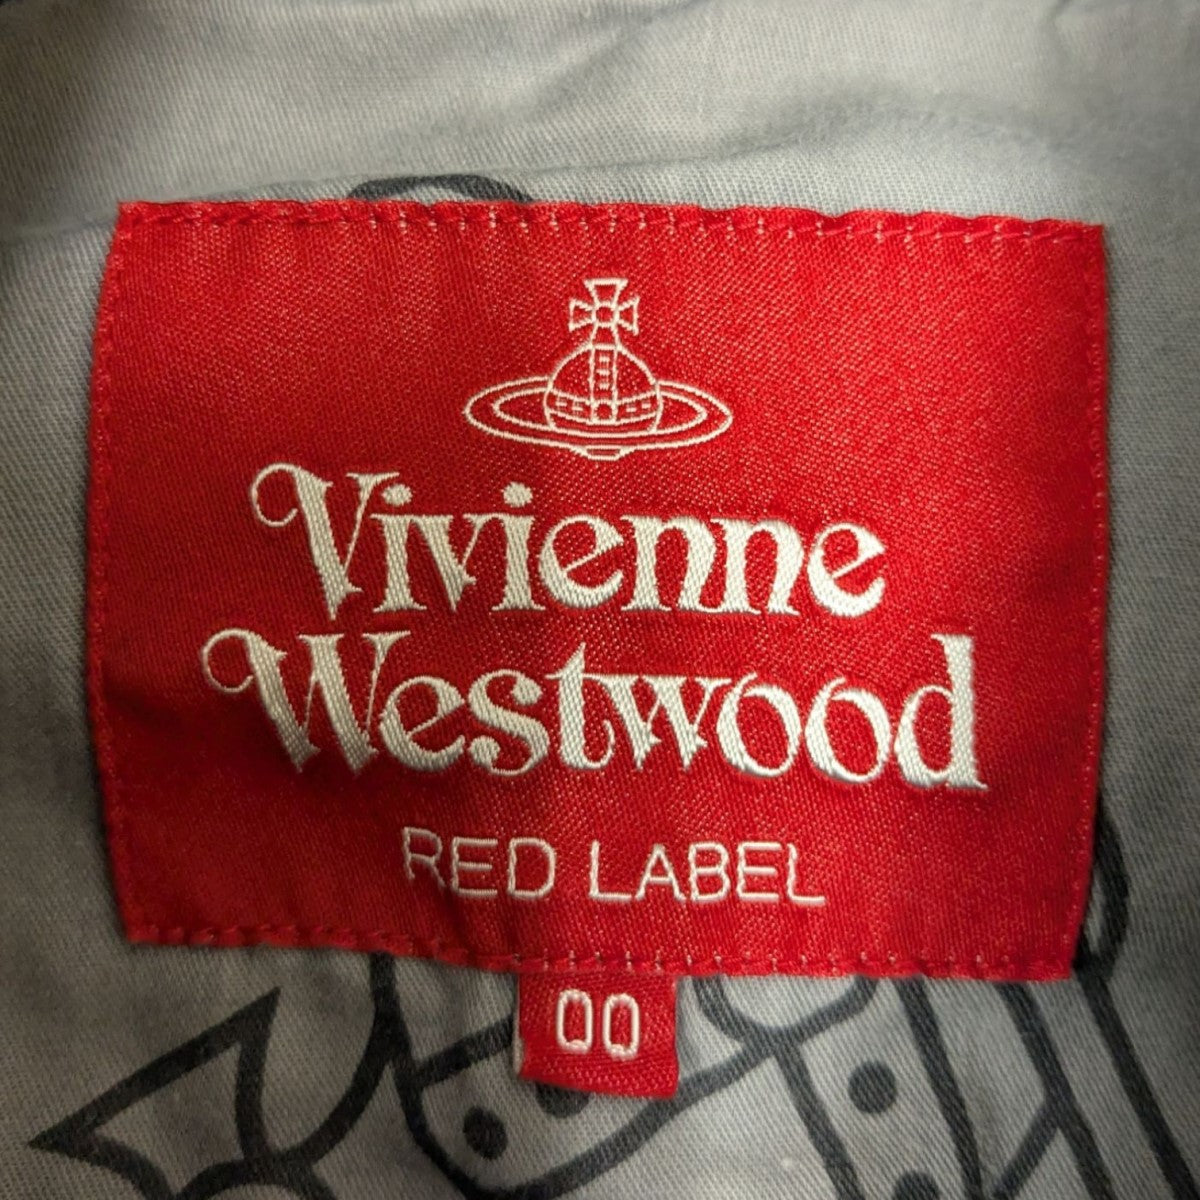 Vivienne
Westwood
RED LABEL
00